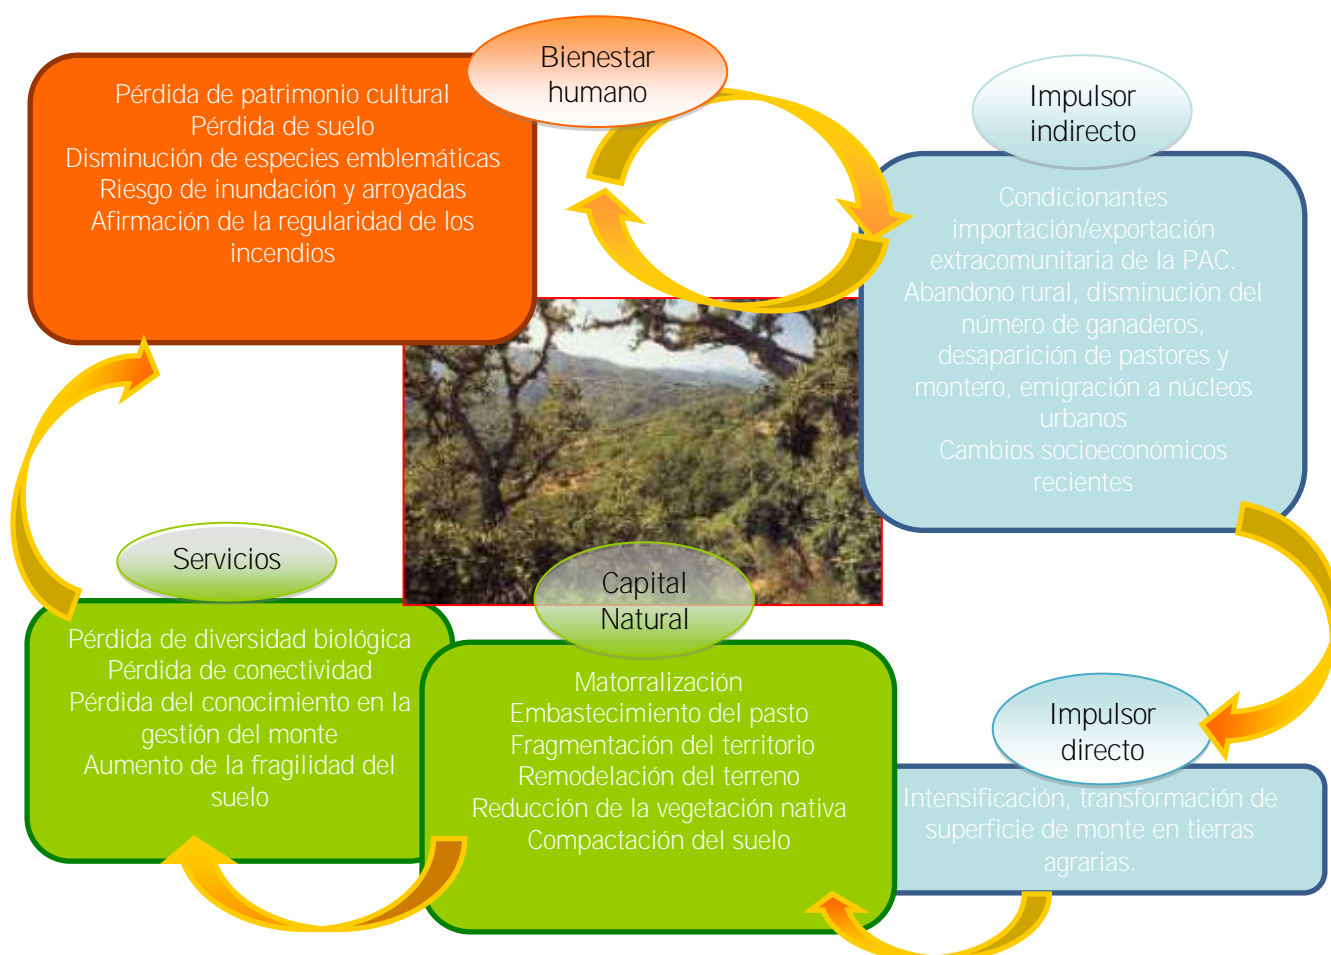 Bienestar
humano
Pérdida de patrimonio cultural
Pérdida de suelo
Disminución de especies emblemáticas
Riesgo de inundación y arroyadas
Afirmación de la regularidad de los
incendios
Impulsor
indirecto
Condicionantes
importación/exportación
extracomunitaria de la PAC.
Abandono rural, disminución del
número de ganaderos,
desaparición de pastores y
montero, emigración a núcleos
urbanos
Cambios socioeconómicos
recientes
Servicios
Pérdida de diversidad biológica
Pérdida de conectividad
Pérdida del conocimiento en la
gestión del monte
Aumento de la fragilidad del
suelo
Capital
Natural
Matorralización
Embastecimiento del pasto
Fragmentación del territorio
Remodelación del terreno
Reducción de la vegetación nativa
Compactación del suelo
Impulsor
directo
Intensificación, transformación de
superficie de monte en tierras
agrarias.